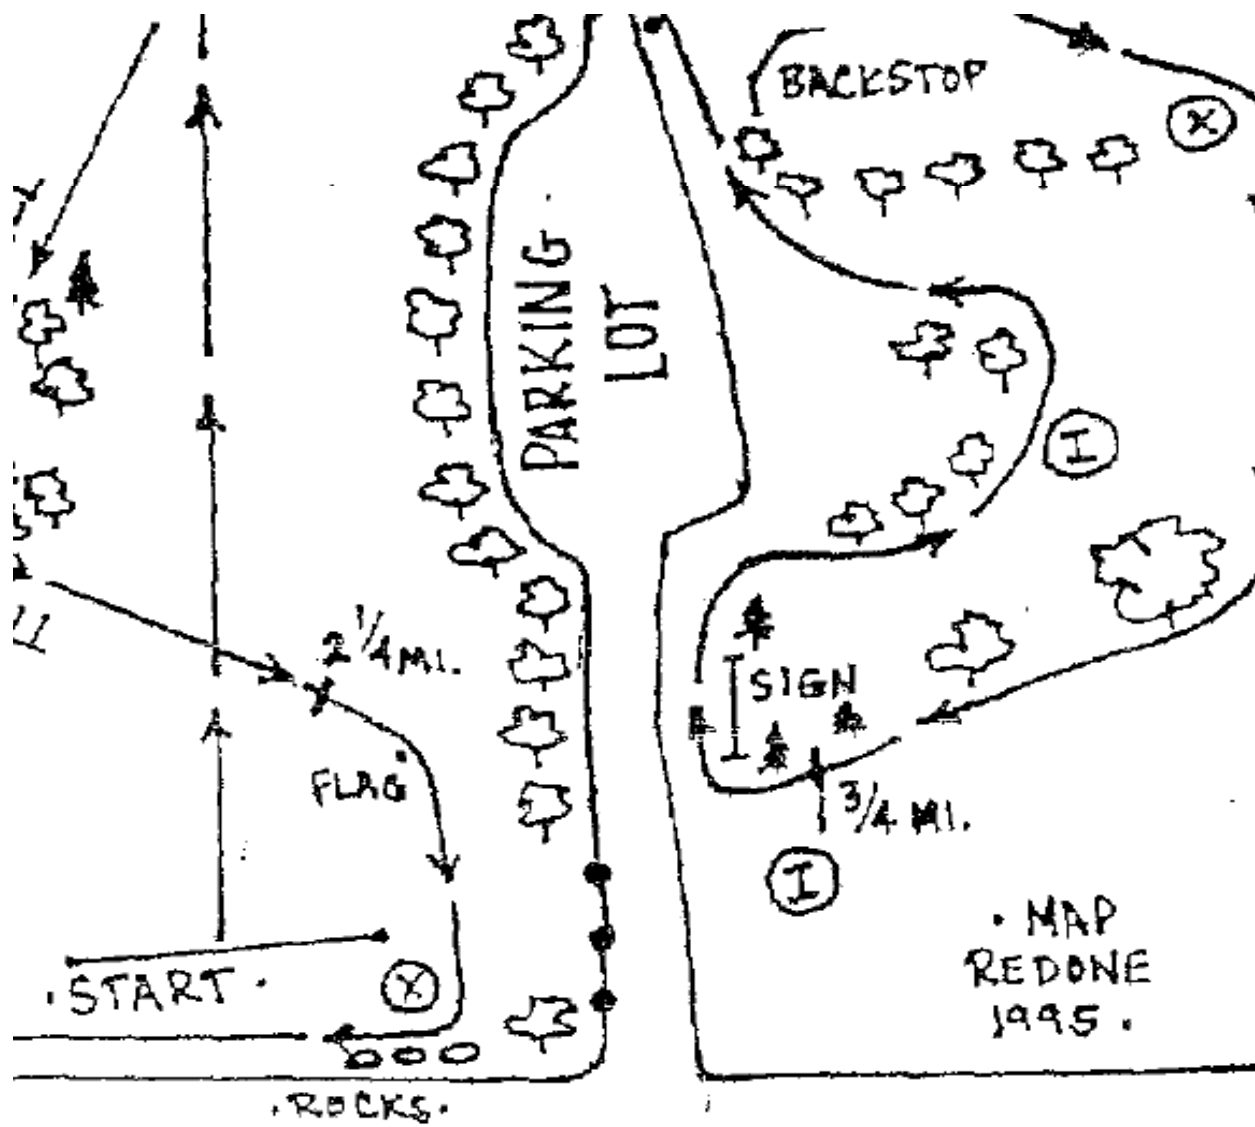 BACKSTOP
X
PARKING
LOT
I
2 1/4 MI.
SIGN
FLAG
3/4 MI.
I
• MAP
REDONE
1995 •
• START •
X
• ROCKS •